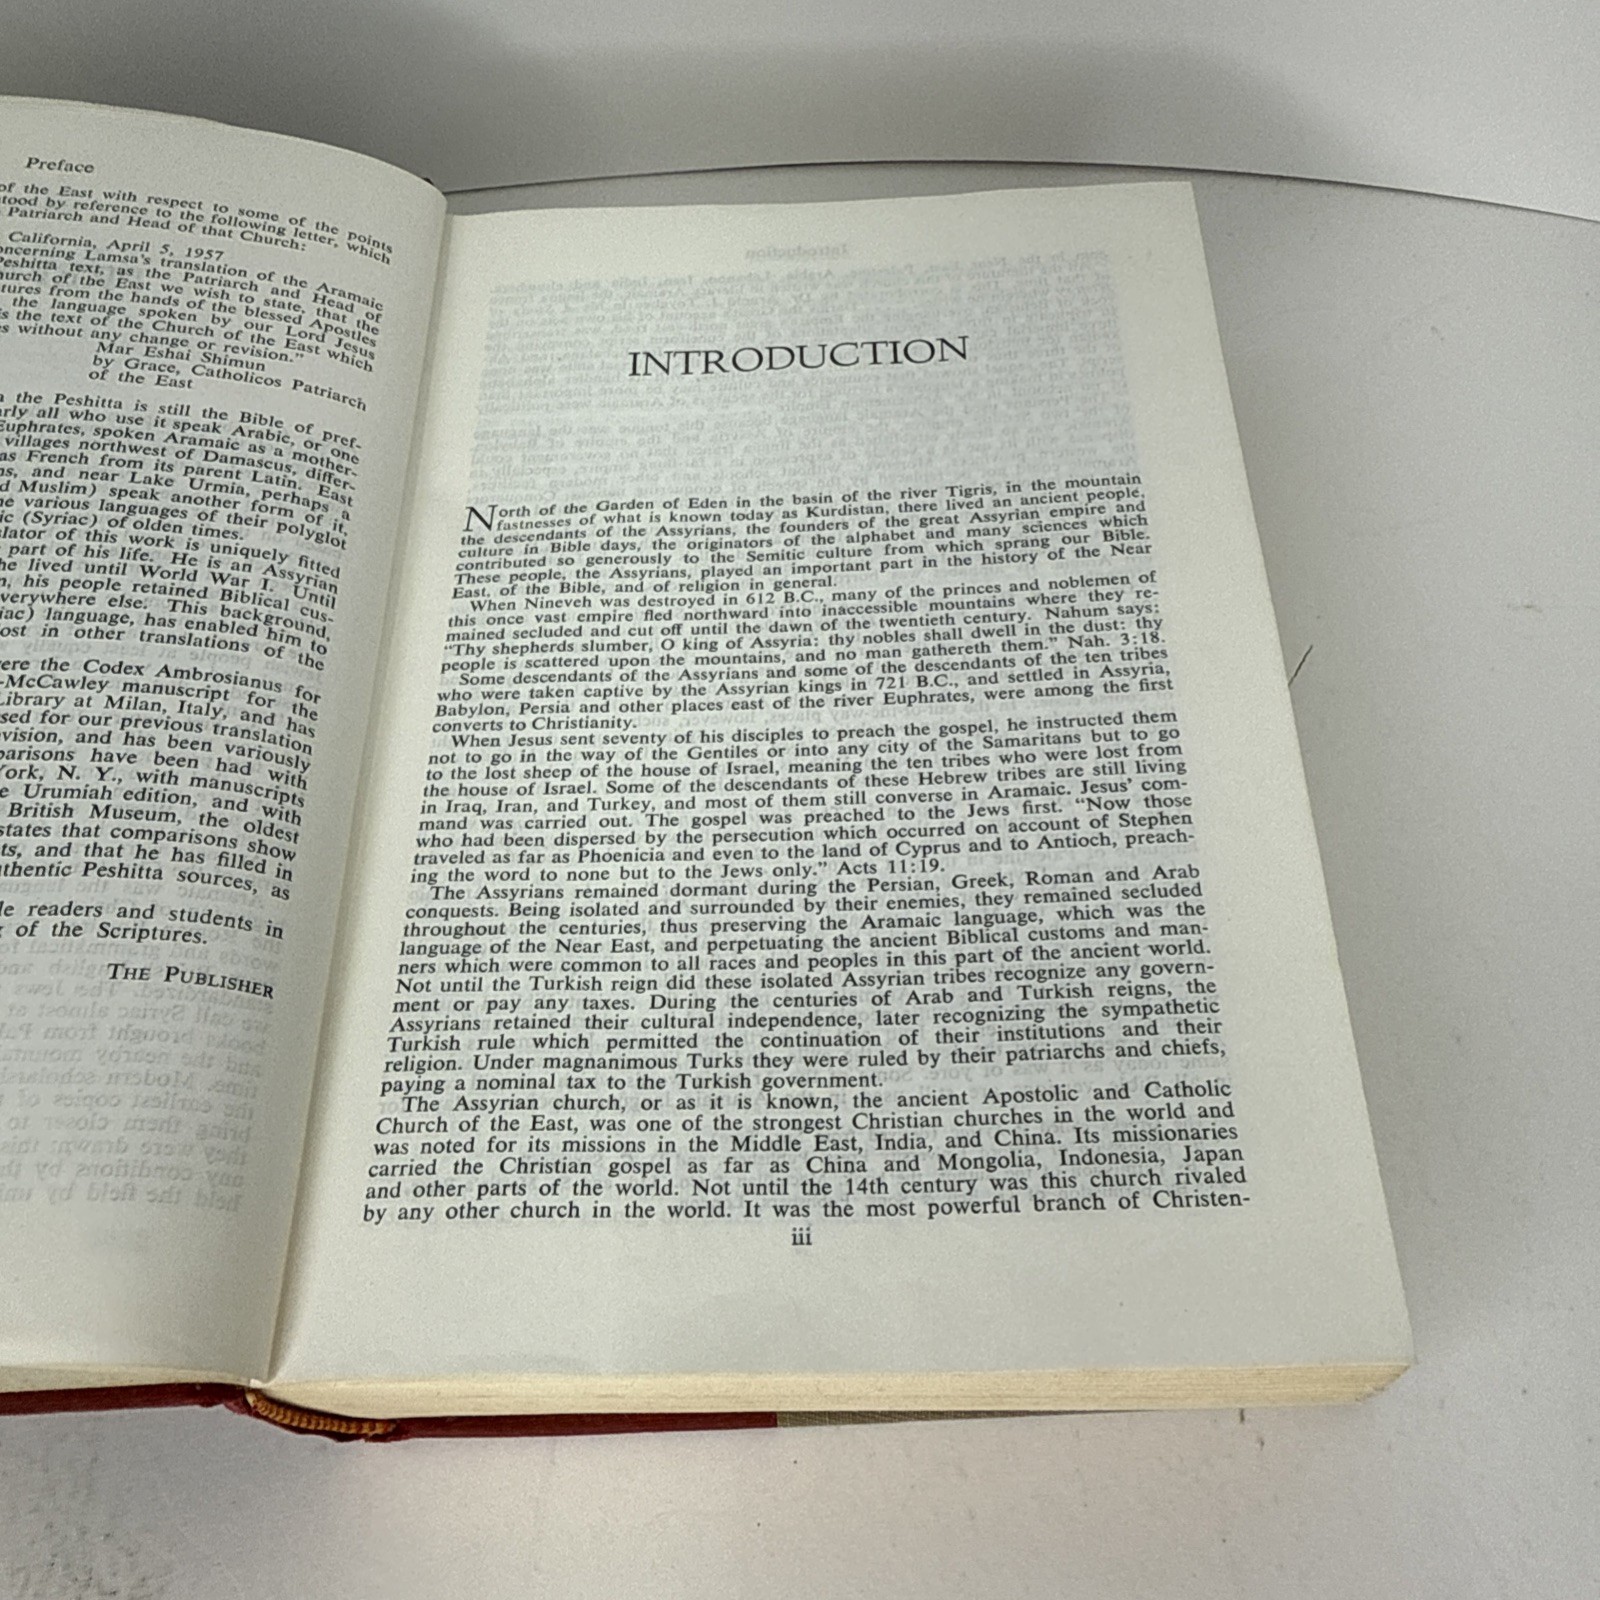 Preface
of the East with respect to some of the points
tood by reference to the following letter, which
Patriarch and Head of that Church:
California, April 5, 1957
oncerning Lamsa's translation of the Aramaic
Peshitta text, as the Patriarch and Head of
hurch of the East we wish to state, that the
tures from the hands of the blessed Apostles
the language spoken by our Lord Jesus
s the text of the Church of the East which
s without any change or revision."
Mar Eshai Shimun
by Grace, Catholicos Patriarch
of the East
the Peshitta is still the Bible of pref-
rly all who use it speak Arabic, or one
Euphrates, spoken Aramaic as a mother-
villages northwest of Damascus, differ-
as French from its parent Latin. East
ns, and near Lake Urmia, perhaps a
d Muslim) speak another form of it,
he various languages of their polyglot
ic (Syriac) of olden times.
lator of this work is uniquely fitted
part of his life. He is an Assyrian
he lived until World War I. Until
n, his people retained Biblical cus-
verywhere else. This background,
iac) language, has enabled him to
ost in other translations of the
ere the Codex Ambrosianus for
-McCawley manuscript for the
Library at Milan, Italy, and has
sed for our previous translation
vision, and has been variously
parisons have been had with
York, N. Y., with manuscripts
e Urumiah edition, and with
British Museum, the oldest
states that comparisons show
ts, and that he has filled in
uthentic Peshitta sources, as
le readers and students in
of the Scriptures.
THE PUBLISHER
INTRODUCTION
North of the Garden of Eden in the basin of the river Tigris, in the mountain
fastnesses of what is known today as Kurdistan, there lived an ancient people,
the descendants of the Assyrians, the founders of the great Assyrian empire and
culture in Bible days, the originators of the alphabet and many sciences which
contributed so generously to the Semitic culture from which sprang our Bible.
These people, the Assyrians, played an important part in the history of the Near
East, of the Bible, and of religion in general.
When Nineveh was destroyed in 612 B.C., many of the princes and noblemen of
this once vast empire fled northward into inaccessible mountains where they re-
mained secluded and cut off until the dawn of the twentieth century. Nahum says:
"Thy shepherds slumber, O king of Assyria: thy nobles shall dwell in the dust: thy
people is scattered upon the mountains, and no man gathereth them." Nah. 3:18.
Some descendants of the Assyrians and some of the descendants of the ten tribes
who were taken captive by the Assyrian kings in 721 B.C., and settled in Assyria,
Babylon, Persia and other places east of the river Euphrates, were among the first
converts to Christianity.
When Jesus sent seventy of his disciples to preach the gospel, he instructed them
not to go in the way of the Gentiles or into any city of the Samaritans but to go
to the lost sheep of the house of Israel, meaning the ten tribes who were lost from
the house of Israel. Some of the descendants of these Hebrew tribes are still living
in Iraq, Iran, and Turkey, and most of them still converse in Aramaic. Jesus' com-
mand was carried out. The gospel was preached to the Jews first. "Now those
who had been dispersed by the persecution which occurred on account of Stephen
traveled as far as Phoenicia and even to the land of Cyprus and to Antioch, preach-
ing the word to none but to the Jews only." Acts 11:19.
The Assyrians remained dormant during the Persian, Greek, Roman and Arab
conquests. Being isolated and surrounded by their enemies, they remained secluded
throughout the centuries, thus preserving the Aramaic language, which was the
language of the Near East, and perpetuating the ancient Biblical customs and man-
ners which were common to all races and peoples in this part of the ancient world.
Not until the Turkish reign did these isolated Assyrian tribes recognize any govern-
ment or pay any taxes. During the centuries of Arab and Turkish reigns, the
Assyrians retained their cultural independence, later recognizing the sympathetic
Turkish rule which permitted the continuation of their institutions and their
religion. Under magnanimous Turks they were ruled by their patriarchs and chiefs,
paying a nominal tax to the Turkish government.
The Assyrian church, or as it is known, the ancient Apostolic and Catholic
Church of the East, was one of the strongest Christian churches in the world and
was noted for its missions in the Middle East, India, and China. Its missionaries
carried the Christian gospel as far as China and Mongolia, Indonesia, Japan
and other parts of the world. Not until the 14th century was this church rivaled
by any other church in the world. It was the most powerful branch of Christen-
iii